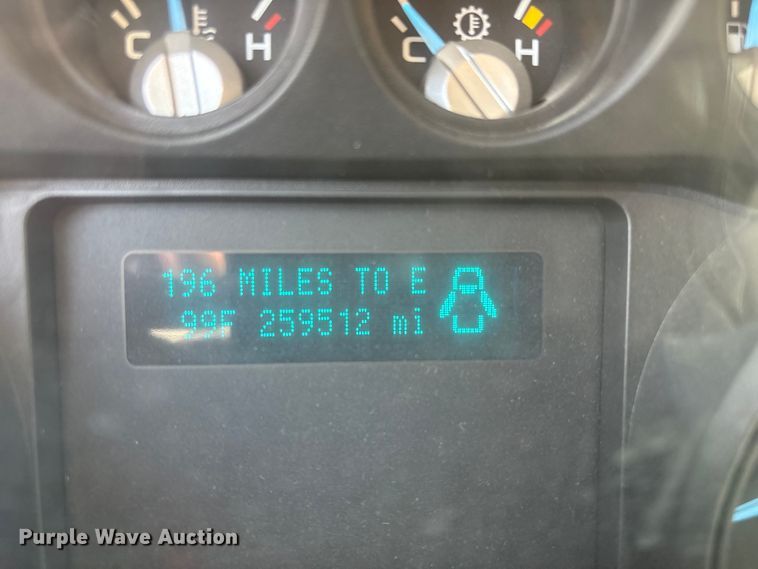 C H
C H
196 MILES TO E
99F 259512 mi
Purple Wave Auction